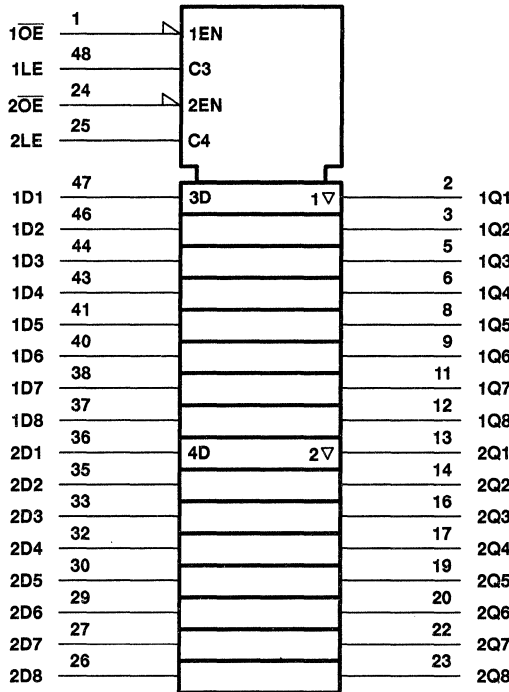 1O̅E̅ 1 1EN
1LE 48 C3
2O̅E̅ 24 2EN
2LE 25 C4
1D1 47 3D 1▽ 2 1Q1
1D2 46 3 1Q2
1D3 44 5 1Q3
1D4 43 6 1Q4
1D5 41 8 1Q5
1D6 40 9 1Q6
1D7 38 11 1Q7
1D8 37 12 1Q8
2D1 36 4D 2▽ 13 2Q1
2D2 35 14 2Q2
2D3 33 16 2Q3
2D4 32 17 2Q4
2D5 30 19 2Q5
2D6 29 20 2Q6
2D7 27 22 2Q7
2D8 26 23 2Q8